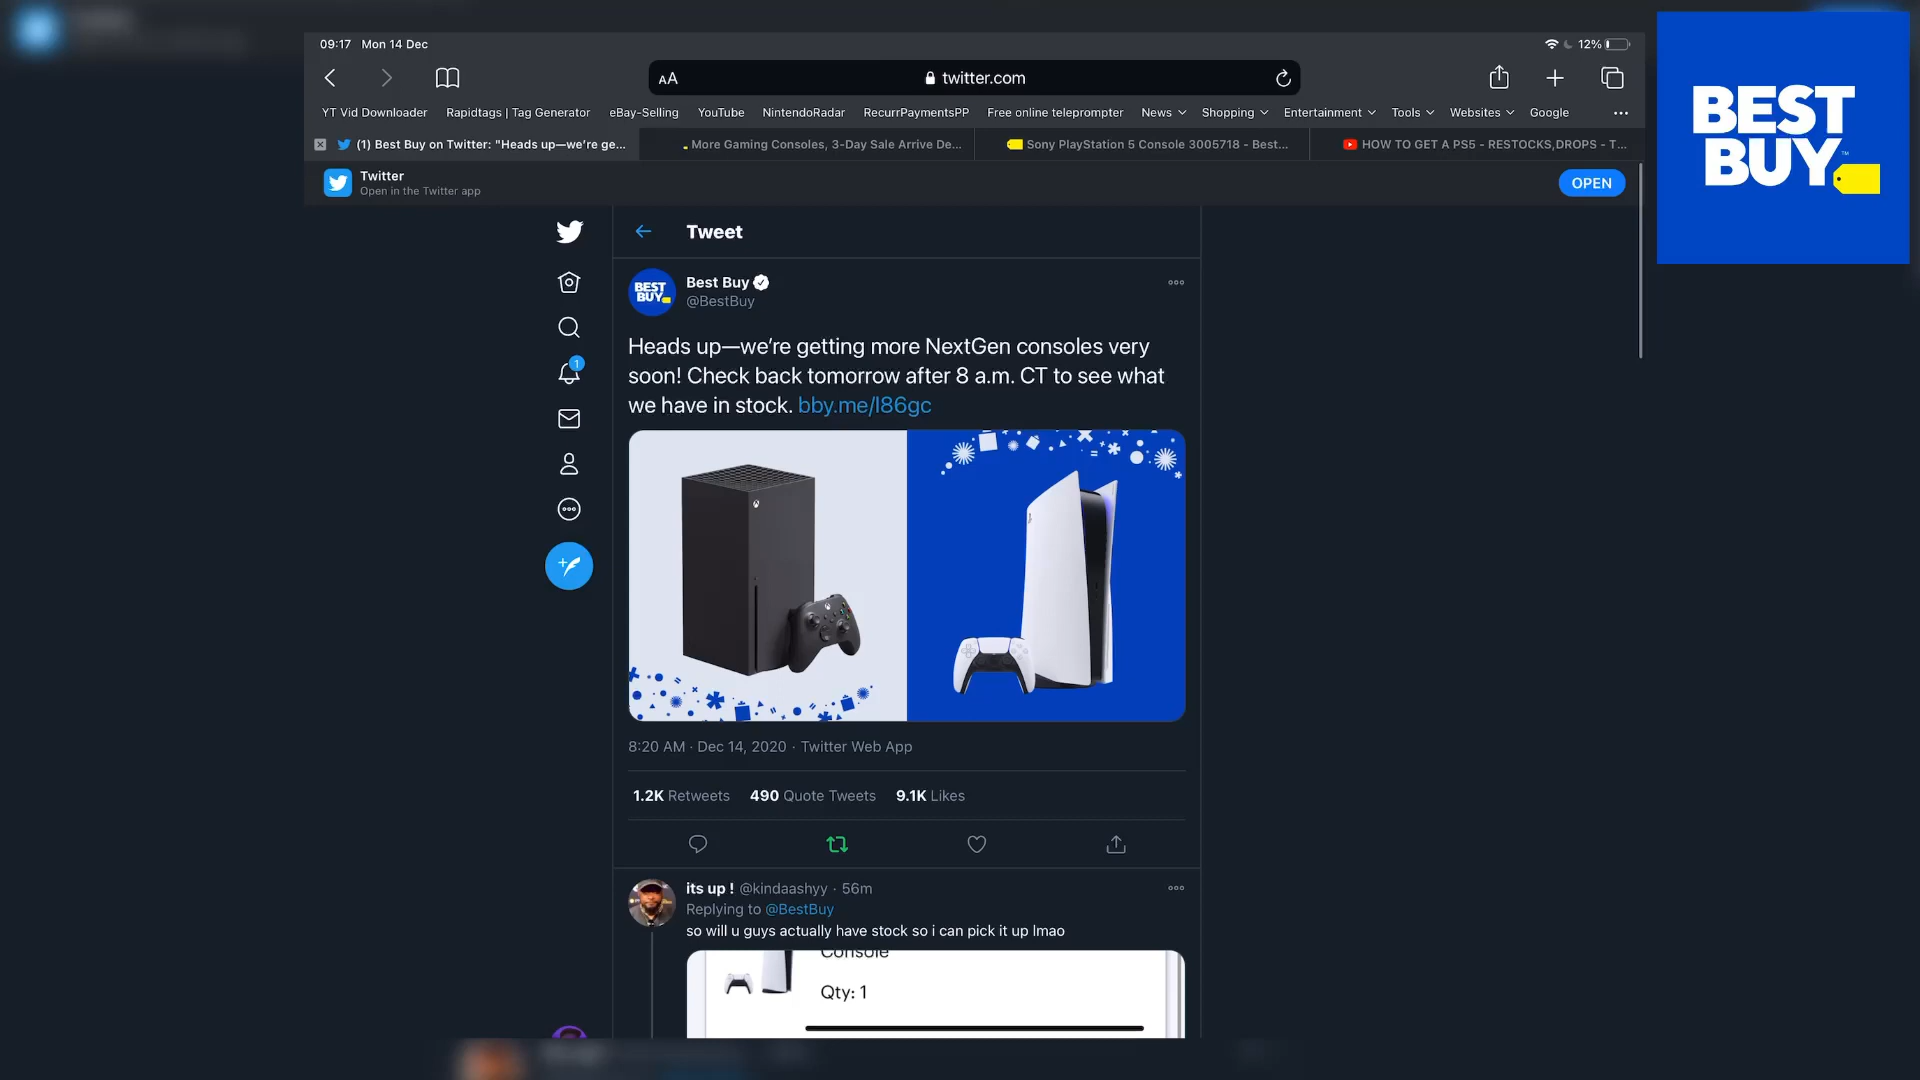 09:17 Mon 14 Dec
12%
AA
twitter.com
YT Vid Downloader Rapidtags | Tag Generator eBay-Selling YouTube NintendoRadar RecurrPaymentsPP Free online teleprompter News Shopping Entertainment Tools Websites Google
(1) Best Buy on Twitter: "Heads up—we're ge... More Gaming Consoles, 3-Day Sale Arrive De... Sony PlayStation 5 Console 3005718 - Best... HOW TO GET A PS5 - RESTOCKS,DROPS - T...
Twitter
Open in the Twitter app
OPEN
BEST
BUY
TM
Tweet
BEST
BUY
Best Buy
@BestBuy
1
Heads up—we're getting more NextGen consoles very
soon! Check back tomorrow after 8 a.m. CT to see what
we have in stock. bby.me/l86gc
8:20 AM · Dec 14, 2020 · Twitter Web App
1.2K Retweets 490 Quote Tweets 9.1K Likes
its up ! @kindaashyy · 56m
Replying to @BestBuy
so will u guys actually have stock so i can pick it up lmao
Console
Qty: 1